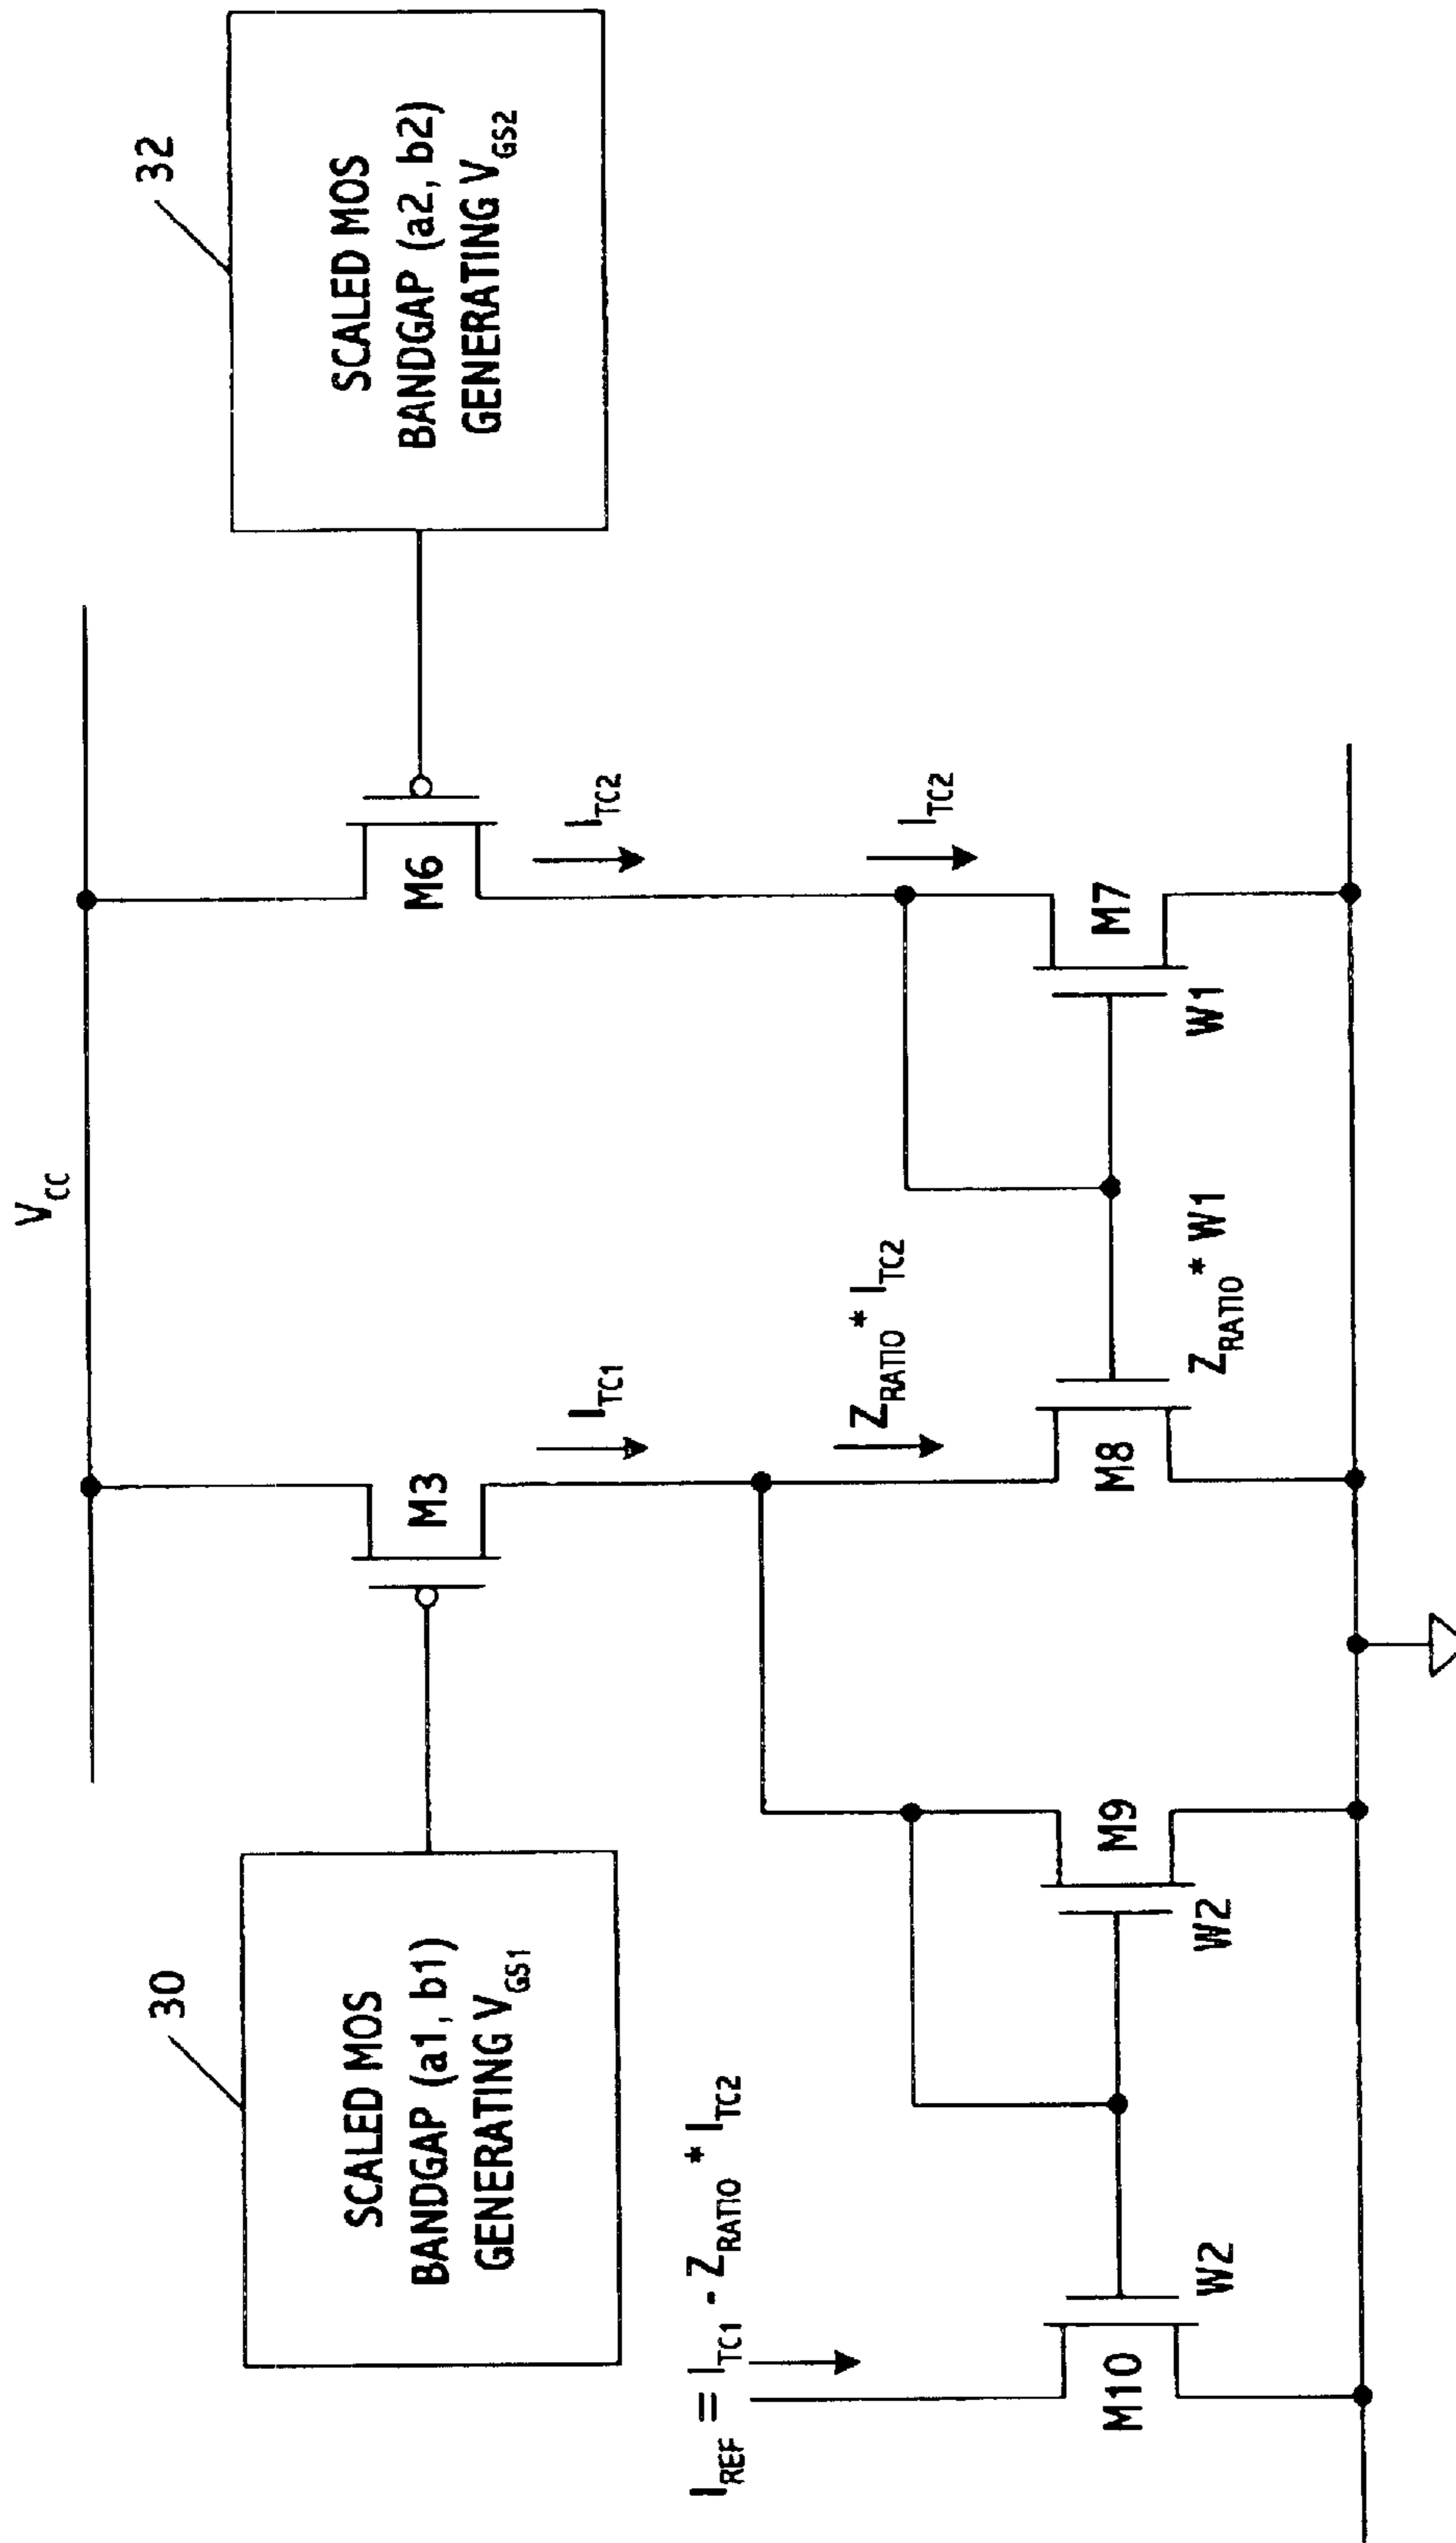 V_CC
30
SCALED MOS
BANDGAP (a1, b1)
GENERATING V_GS1
32
SCALED MOS
BANDGAP (a2, b2)
GENERATING V_GS2
M3
M6
I_TC1
I_TC2
I_REF = I_TC1 - Z_RATIO * I_TC2
Z_RATIO * I_TC2
I_TC2
M10
M9
M8
M7
W2
W2
Z_RATIO * W1
W1